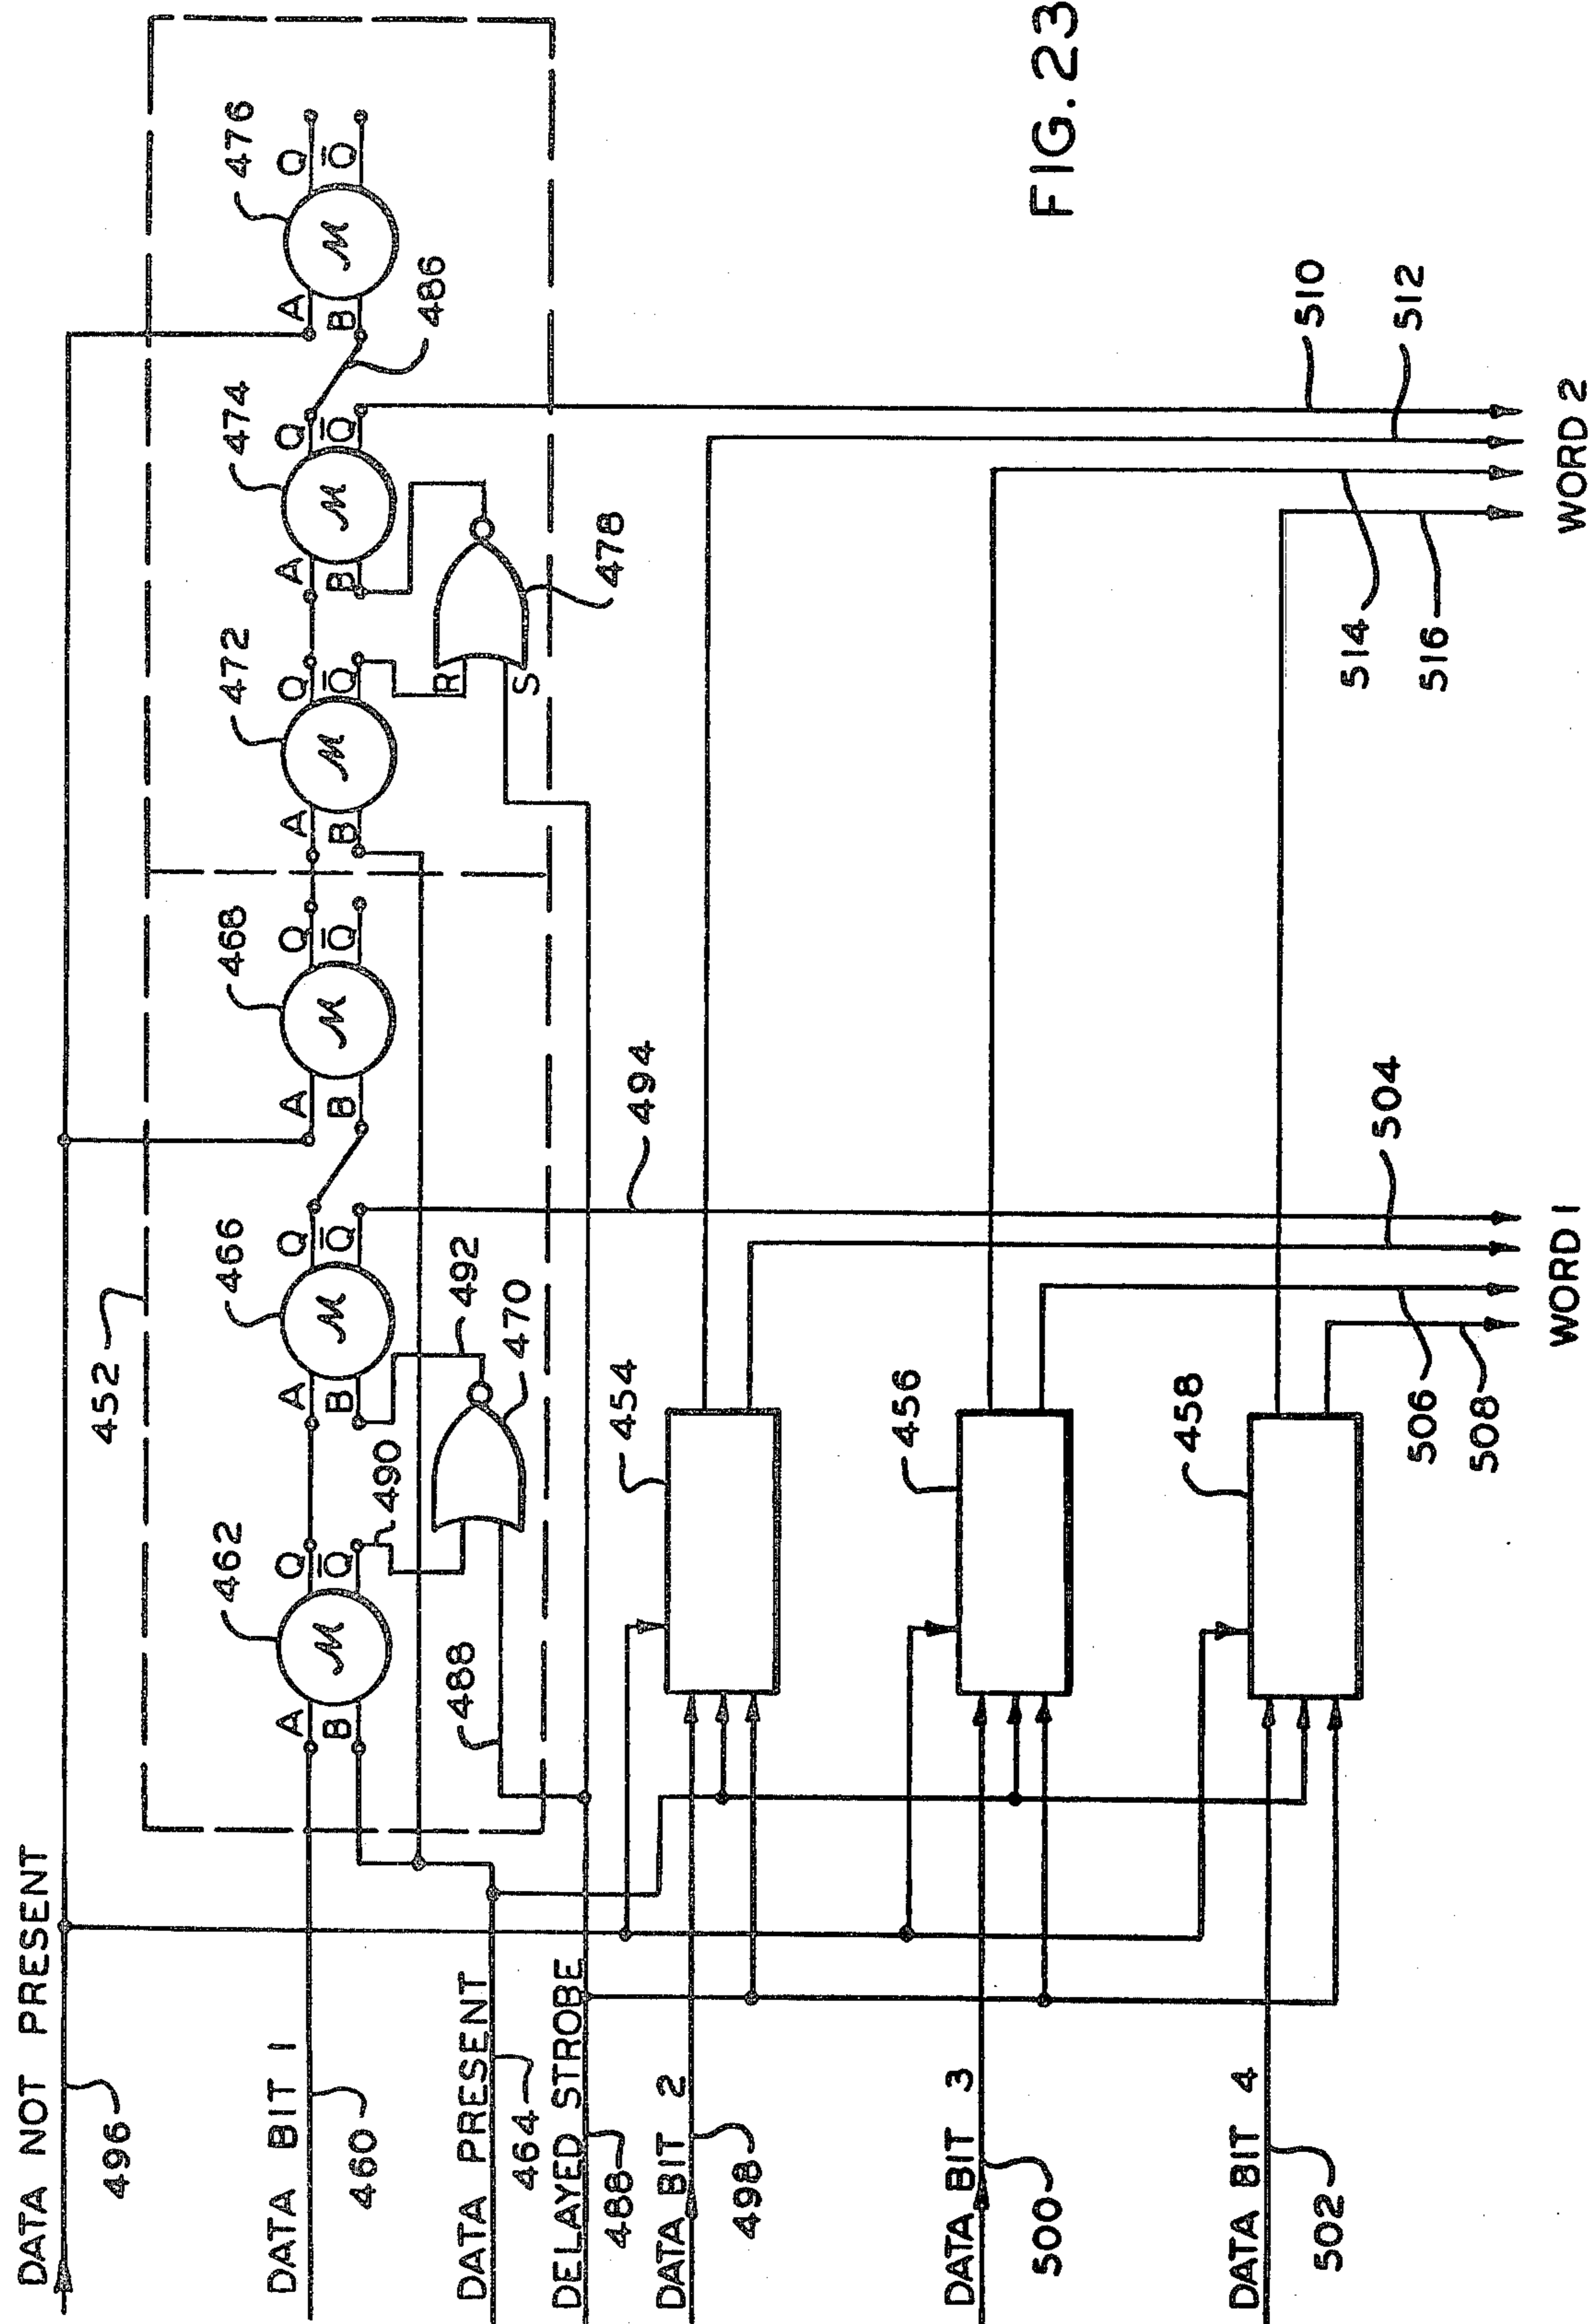 DATA NOT PRESENT
496
DATA BIT 1
460
DATA PRESENT
464
DELAYED STROBE
488
DATA BIT 2
498
DATA BIT 3
500
DATA BIT 4
502
452
462
A
B
Q
Q̅
M
490
488
466
A
B
Q
Q̅
M
492
470
468
A
B
Q
Q̅
M
472
A
B
Q
Q̅
M
R
S
478
474
A
B
Q
Q̅
M
486
476
A
B
Q
Q̅
M
494
454
456
458
504
506
508
WORD 1
510
512
514
516
WORD 2
FIG. 23